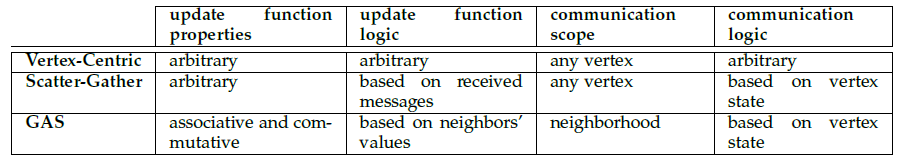 update function update function communication communication
properties logic scope logic
Vertex-Centric arbitrary arbitrary any vertex arbitrary
Scatter-Gather arbitrary based on received any vertex based on vertex
messages state
GAS associative and com- based on neighbors’ neighborhood based on vertex
mutative values state